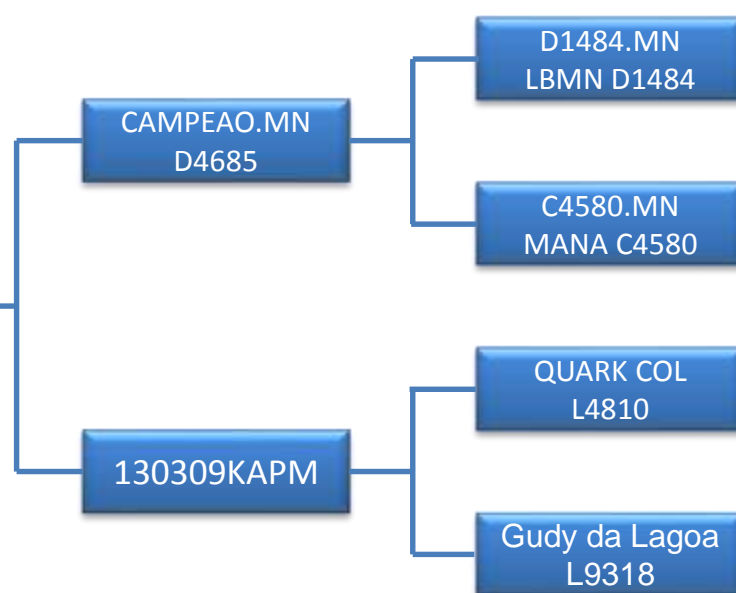 D1484.MN
LBMN D1484
CAMPEAO.MN
D4685
C4580.MN
MANA C4580
QUARK COL
L4810
130309KAPM
Gudy da Lagoa
L9318